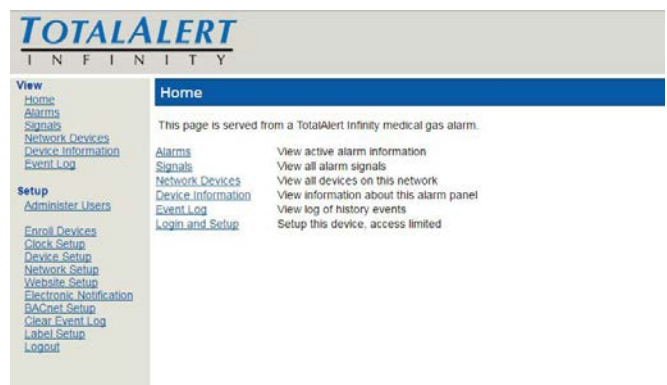 TOTALALERT
INFINITY
View
Home
Alarms
Signals
Network Devices
Device Information
Event Log
Setup
Administer Users
Enroll Devices
Clock Setup
Device Setup
Network Setup
Website Setup
Electronic Notification
BACnet Setup
Clear Event Log
Label Setup
Logout
Home
This page is served from a TotalAlert Infinity medical gas alarm.
Alarms View active alarm information
Signals View all alarm signals
Network Devices View all devices on this network
Device Information View information about this alarm panel
Event Log View log of history events
Login and Setup Setup this device, access limited